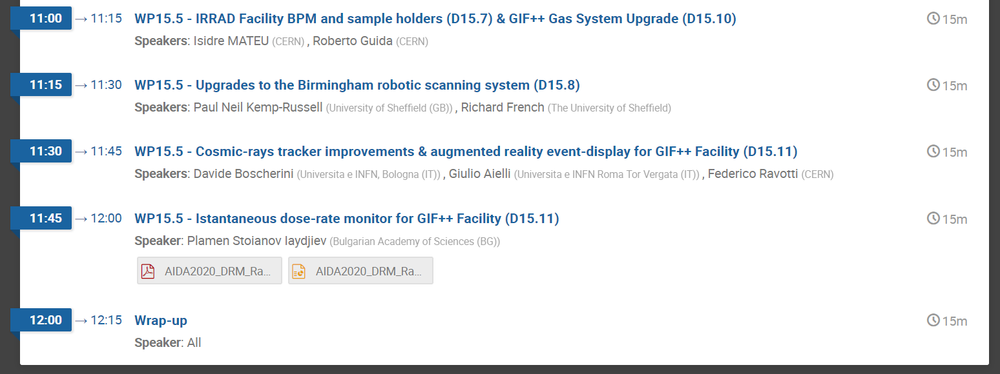 11:00 → 11:15 WP15.5 - IRRAD Facility BPM and sample holders (D15.7) & GIF++ Gas System Upgrade (D15.10) 15m
Speakers: Isidre MATEU (CERN) , Roberto Guida (CERN)
11:15 → 11:30 WP15.5 - Upgrades to the Birmingham robotic scanning system (D15.8) 15m
Speakers: Paul Neil Kemp-Russell (University of Sheffield (GB)) , Richard French (The University of Sheffield)
11:30 → 11:45 WP15.5 - Cosmic-rays tracker improvements & augmented reality event-display for GIF++ Facility (D15.11) 15m
Speakers: Davide Boscherini (Universita e INFN, Bologna (IT)) , Giulio Aielli (Universita e INFN Roma Tor Vergata (IT)) , Federico Ravotti (CERN)
11:45 → 12:00 WP15.5 - Istantaneous dose-rate monitor for GIF++ Facility (D15.11) 15m
Speaker: Plamen Stoianov Iaydjiev (Bulgarian Academy of Sciences (BG))
AIDA2020_DRM_Ra... AIDA2020_DRM_Ra...
12:00 → 12:15 Wrap-up 15m
Speaker: All